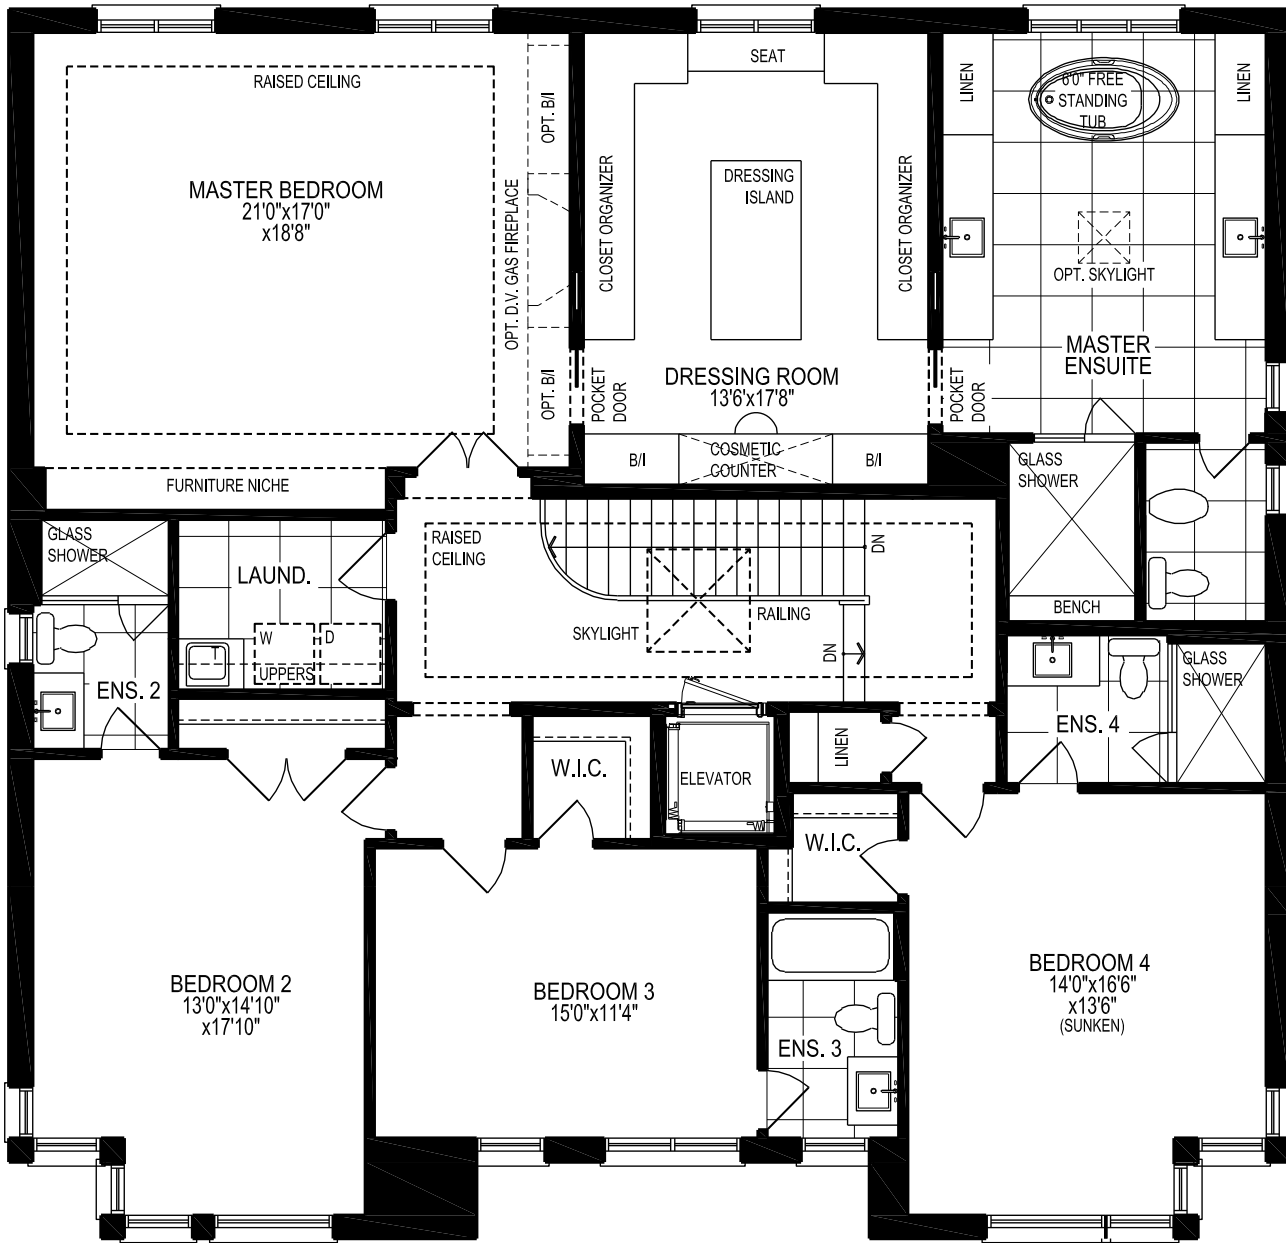 RAISED CEILING
MASTER BEDROOM
21'0"x17'0"
x18'8"
OPT. B/I
OPT. D.V. GAS FIREPLACE
OPT. B/I
FURNITURE NICHE
SEAT
CLOSET ORGANIZER
DRESSING
ISLAND
CLOSET ORGANIZER
DRESSING ROOM
13'6"x17'8"
POCKET
DOOR
B/I
COSMETIC
COUNTER
B/I
POCKET
DOOR
LINEN
6'0" FREE
STANDING
TUB
LINEN
OPT. SKYLIGHT
MASTER
ENSUITE
GLASS
SHOWER
BENCH
GLASS
SHOWER
LAUND.
W
D
UPPERS
ENS. 2
RAISED
CEILING
DN
SKYLIGHT
RAILING
DN
GLASS
SHOWER
ENS. 4
W.I.C.
ELEVATOR
LINEN
W.I.C.
BEDROOM 2
13'0"x14'10"
x17'10"
BEDROOM 3
15'0"x11'4"
ENS. 3
BEDROOM 4
14'0"x16'6"
x13'6"
(SUNKEN)